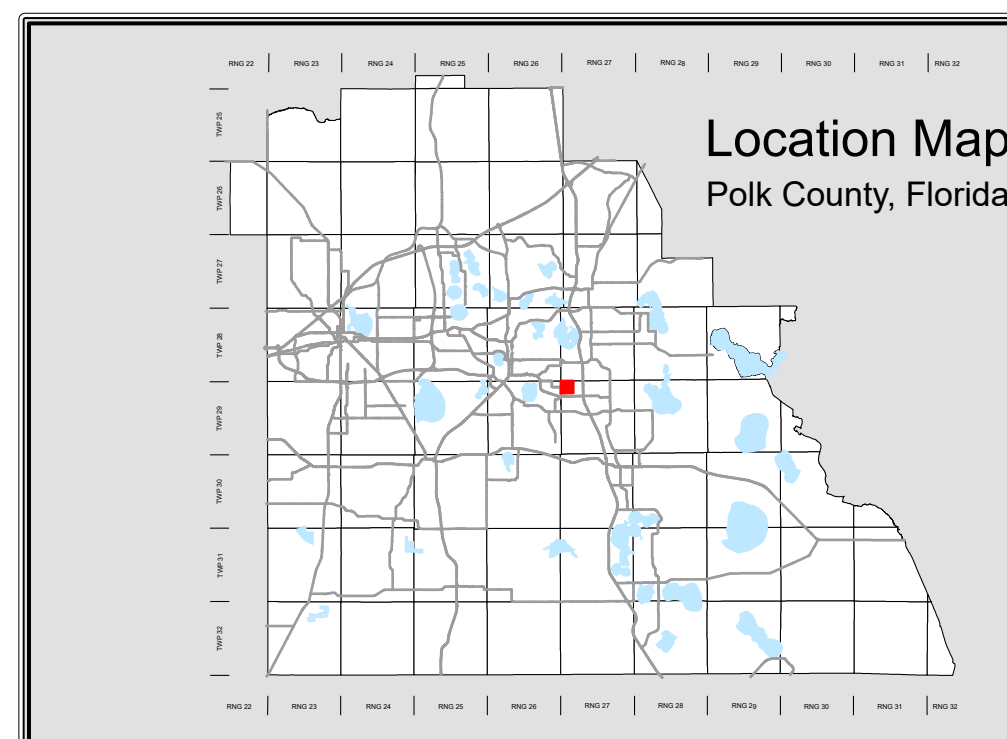 RNG 22 RNG 23 RNG 24 RNG 25 RNG 26 RNG 27 RNG 28 RNG 29 RNG 30 RNG 31 RNG 32
Location Map
Polk County, Florida
TWP 25
TWP 26
TWP 27
TWP 28
TWP 29
TWP 30
TWP 31
TWP 32
RNG 22 RNG 23 RNG 24 RNG 25 RNG 26 RNG 27 RNG 28 RNG 29 RNG 30 RNG 31 RNG 32